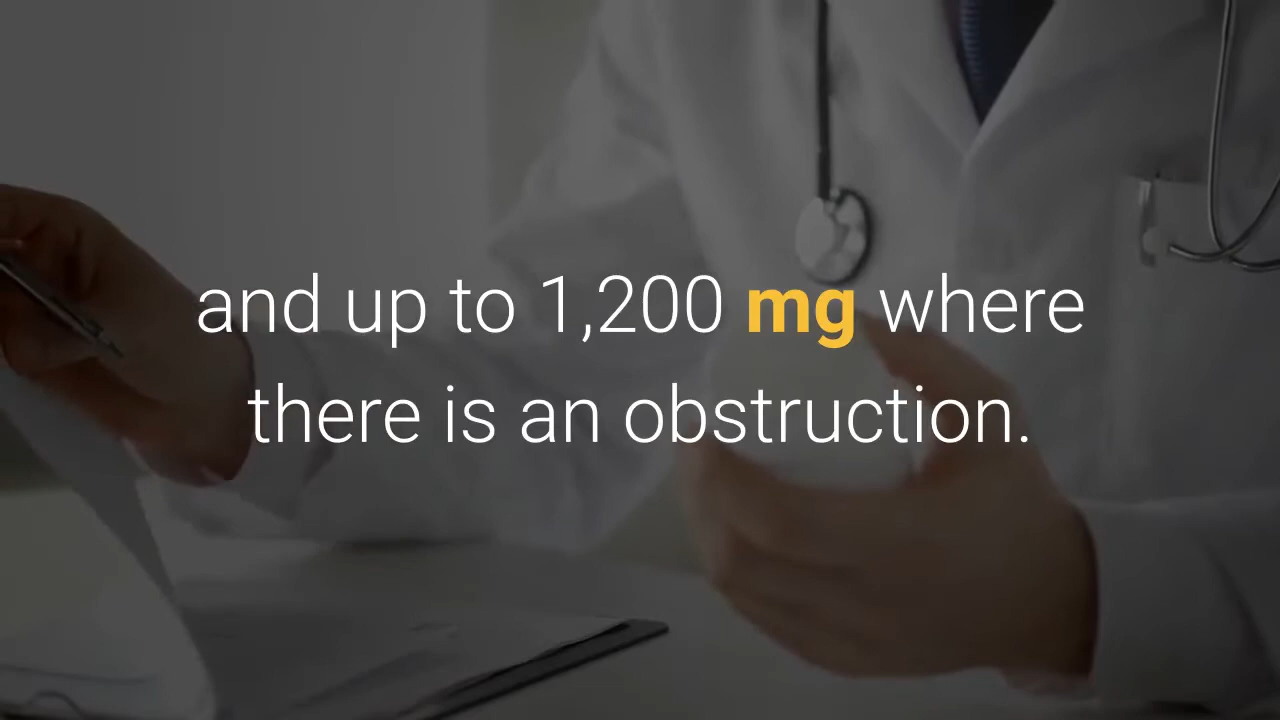 and up to 1,200 mg where
there is an obstruction.